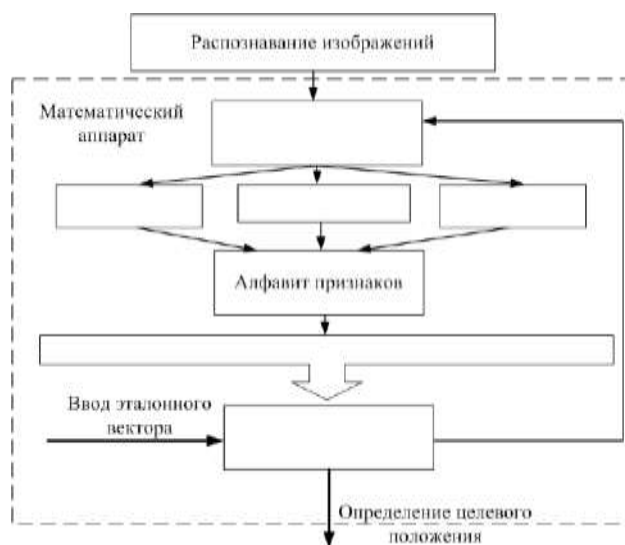 Распознавание изображений
Математический
аппарат
Алфавит признаков
Ввод эталонного
вектора
Определение целевого
положения